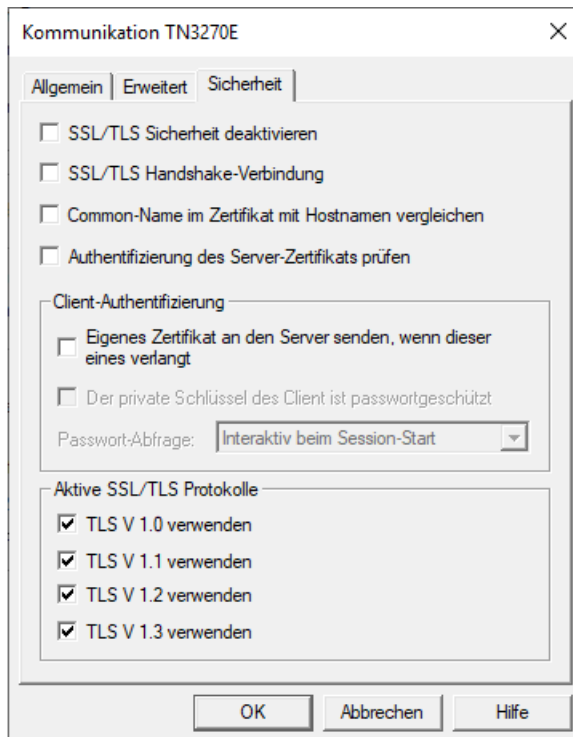 Kommunikation TN3270E
Allgemein Erweitert Sicherheit
SSL/TLS Sicherheit deaktivieren
SSL/TLS Handshake-Verbindung
Common-Name im Zertifikat mit Hostnamen vergleichen
Authentifizierung des Server-Zertifikats prüfen
Client-Authentifizierung
Eigenes Zertifikat an den Server senden, wenn dieser
eines verlangt
Der private Schlüssel des Client ist passwortgeschützt
Passwort-Abfrage: Interaktiv beim Session-Start
Aktive SSL/TLS Protokolle
TLS V 1.0 verwenden
TLS V 1.1 verwenden
TLS V 1.2 verwenden
TLS V 1.3 verwenden
OK Abbrechen Hilfe